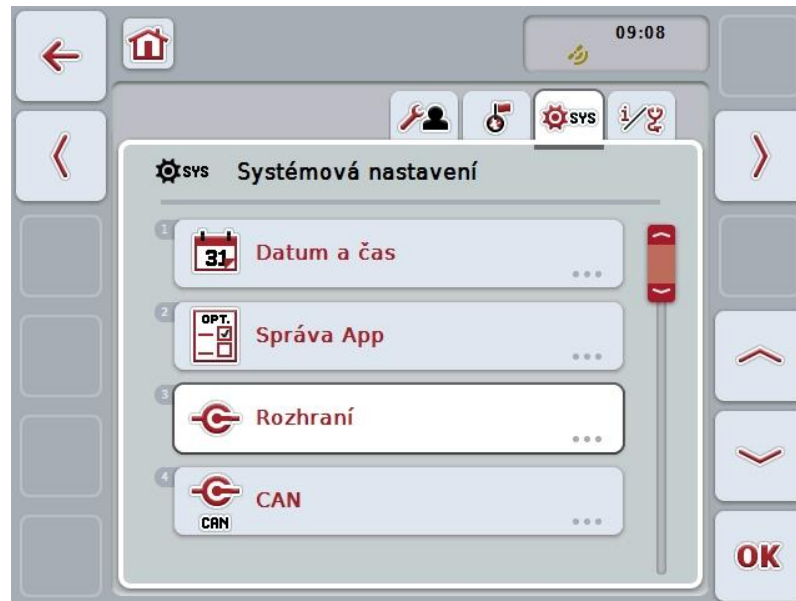 09:08
SYS
i/
SYS Systémová nastavení
1
31 Datum a čas
2
OPT.
Správa App
3
Rozhraní
4
CAN
CAN
OK